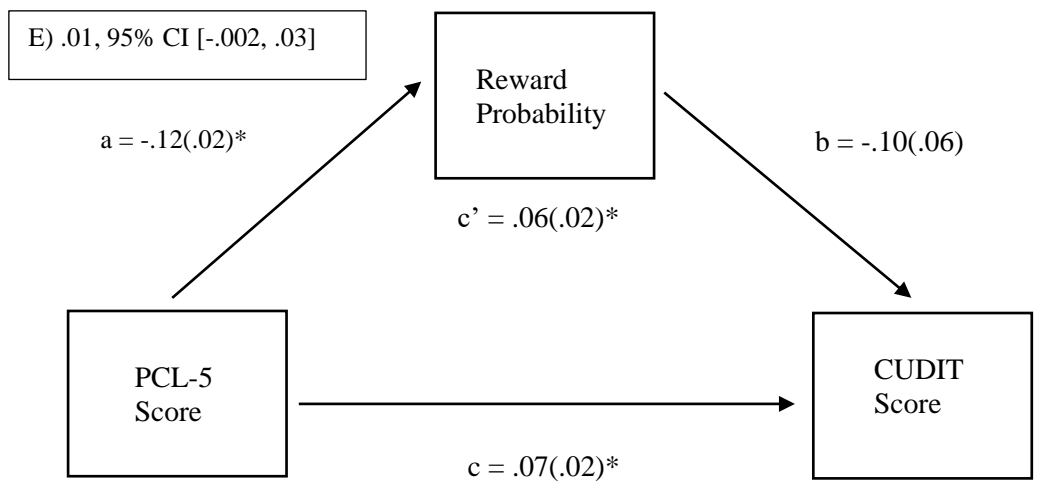 E) .01, 95% CI [-.002, .03]
Reward
Probability
a = -.12(.02)*
b = -.10(.06)
c’ = .06(.02)*
PCL-5
Score
CUDIT
Score
c = .07(.02)*